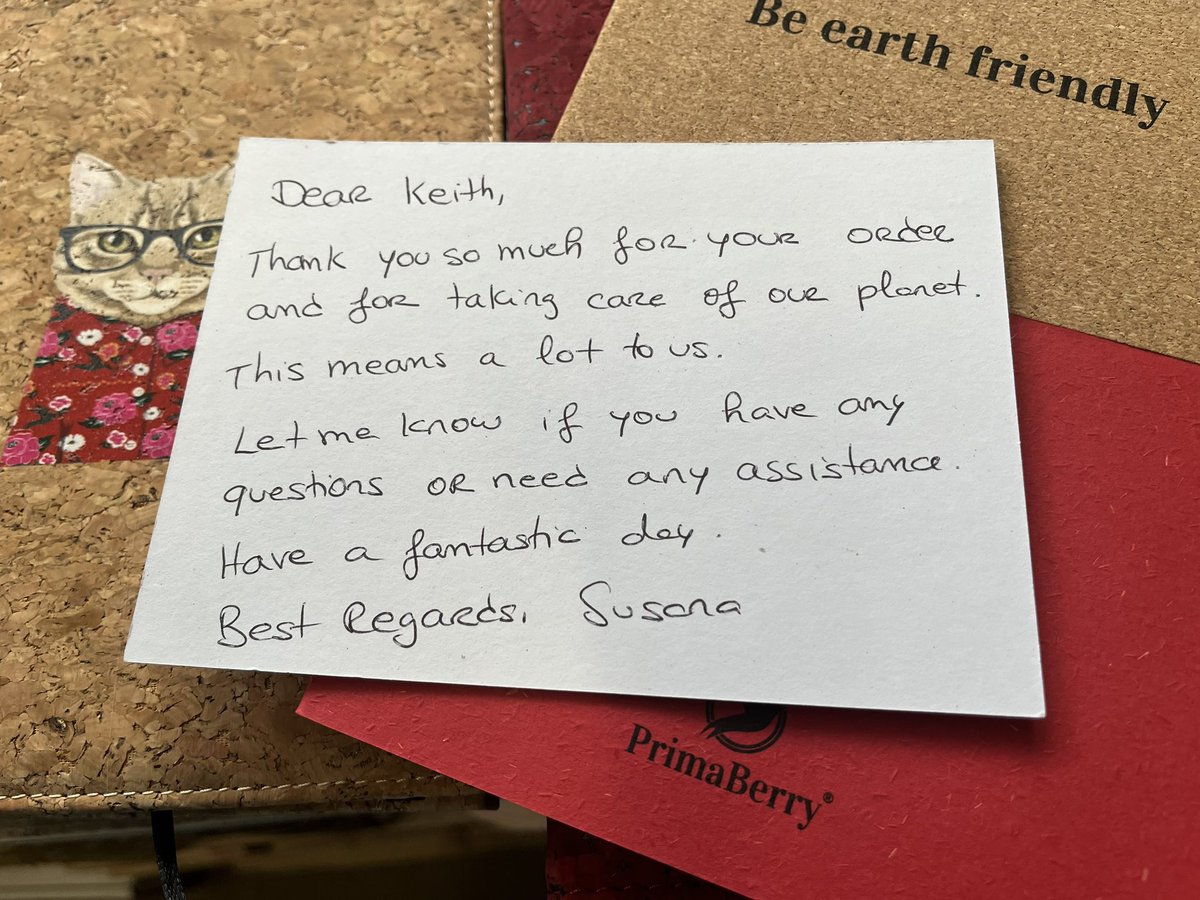 Be earth friendly
Dear Keith,
Thank you so much for your order
and for taking care of our planet.
This means a lot to us.
Let me know if you have any
questions or need any assistance.
Have a fantastic day.
Best Regards, Susana
PrimaBerry®